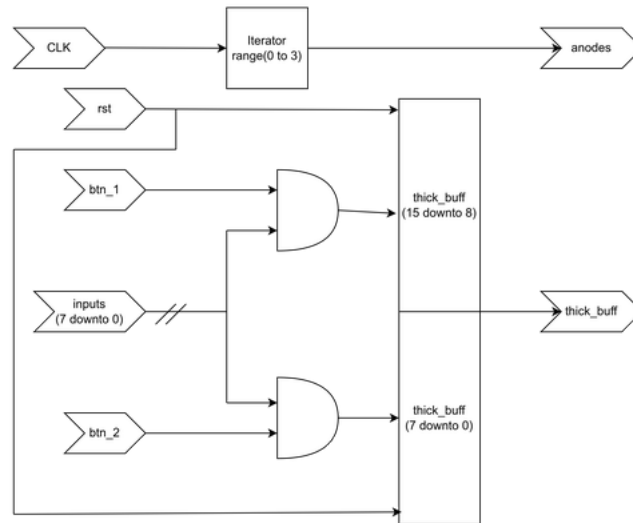 CLK
Iterator
range(0 to 3)
anodes
rst
btn_1
thick_buff
(15 downto 8)
inputs
(7 downto 0)
thick_buff
thick_buff
(7 downto 0)
btn_2